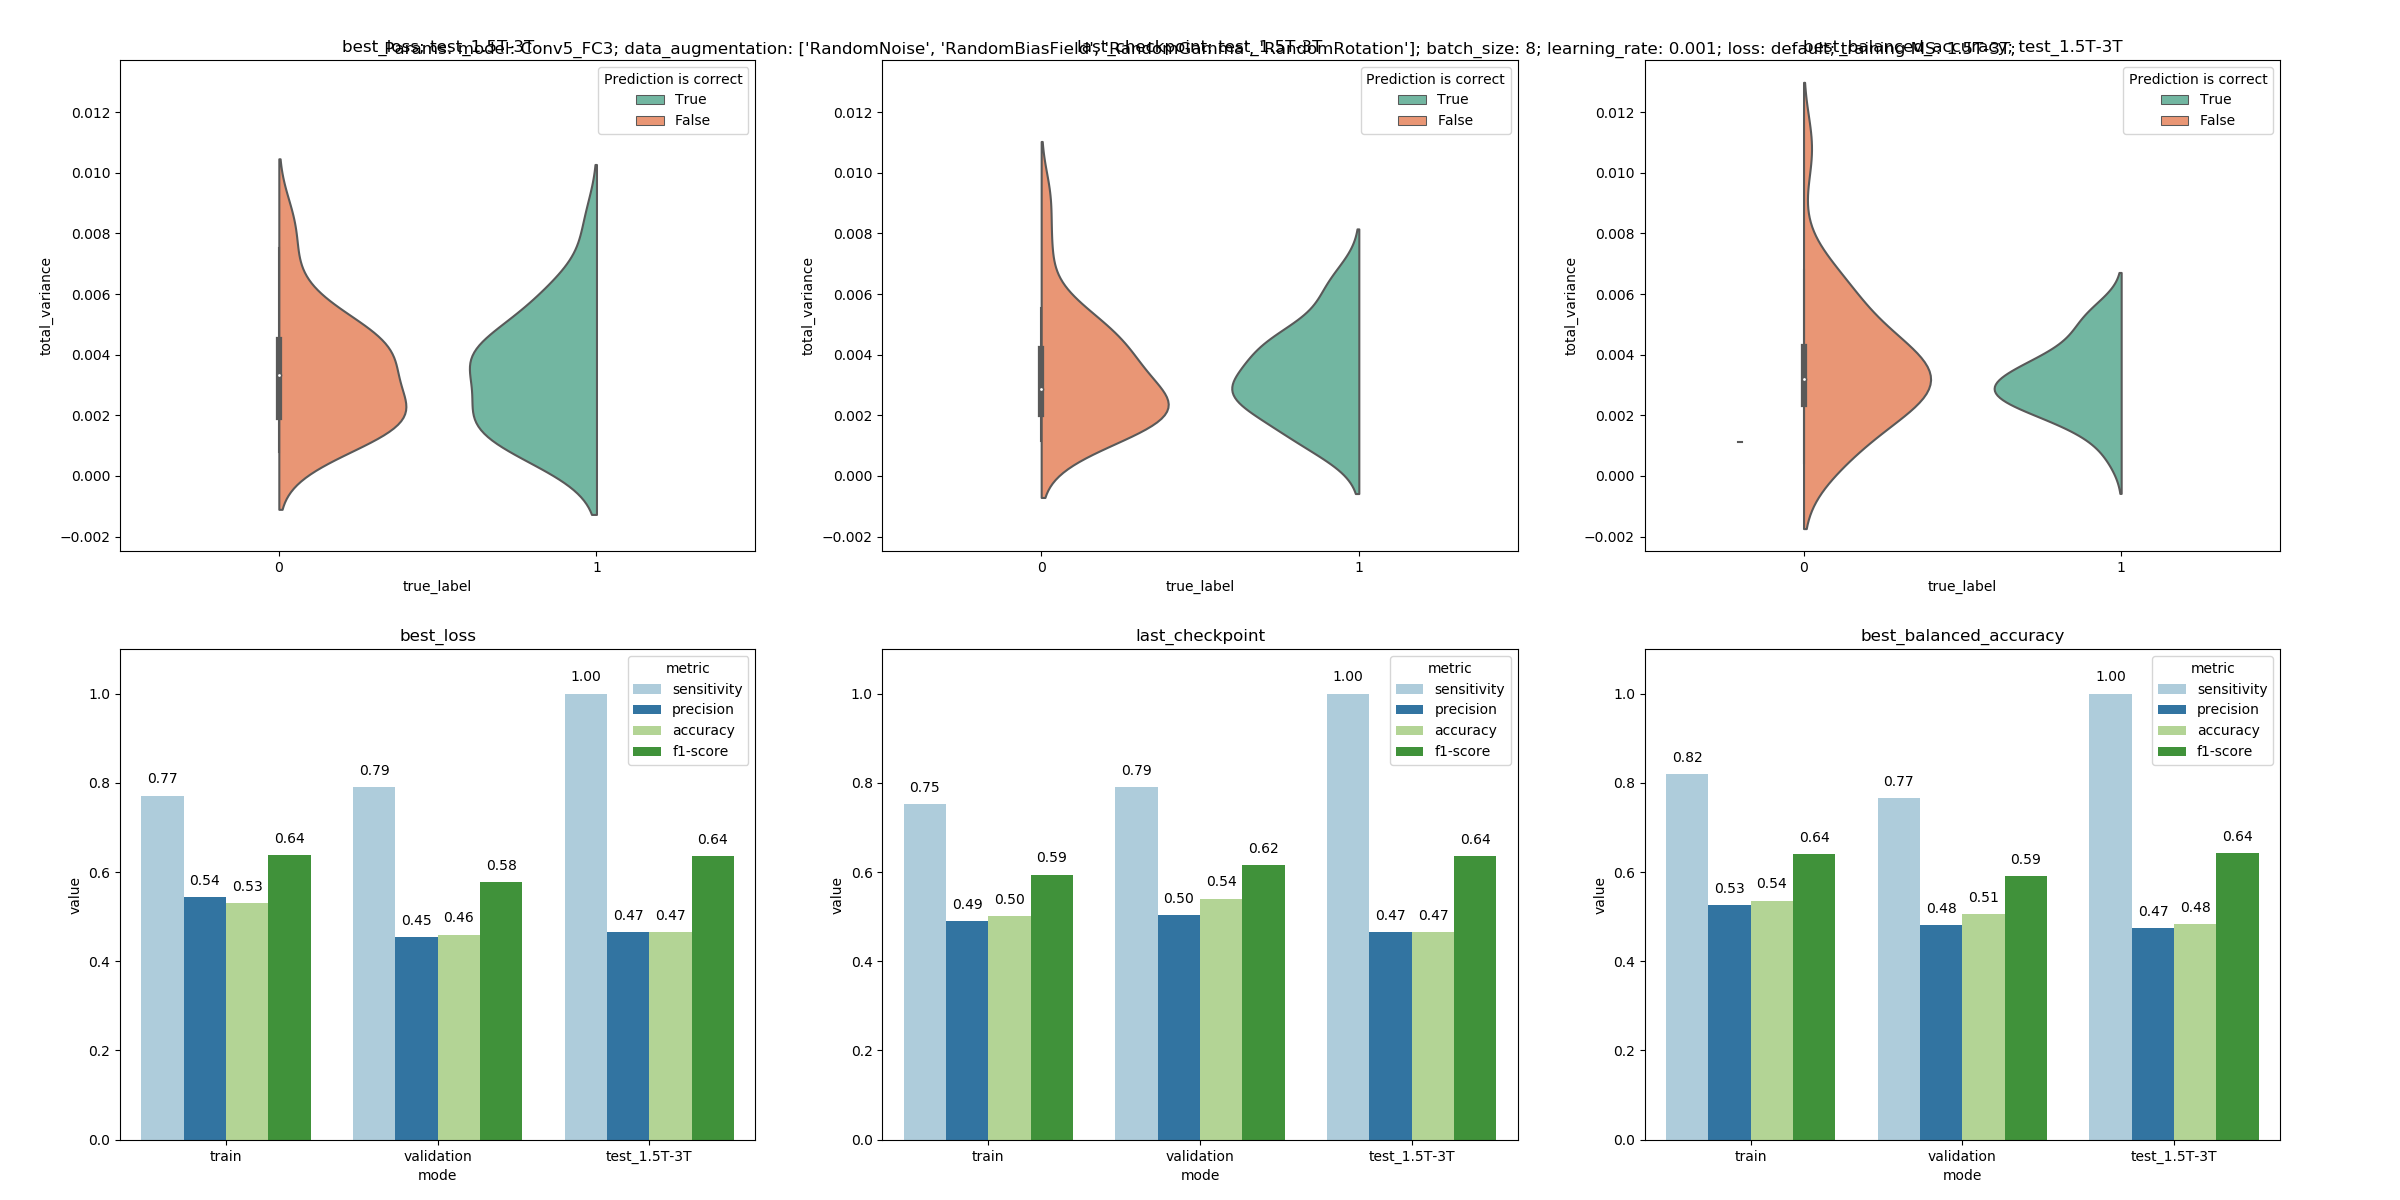 best_loss; test_1.5T-3T
last_checkpoint; test_1.5T-3T
best_balanced_accuracy; test_1.5T-3T
Params: model: Conv5_FC3; data_augmentation: ['RandomNoise', 'RandomBiasField', 'RandomGamma', 'RandomRotation']; batch_size: 8; learning_rate: 0.001; loss: default; training MS: 1.5T-3T;
Prediction is correct
True
False
0.012
0.010
0.008
0.006
0.004
0.002
0.000
−0.002
total_variance
0 1
true_label
Prediction is correct
True
False
0.012
0.010
0.008
0.006
0.004
0.002
0.000
−0.002
total_variance
0 1
true_label
Prediction is correct
True
False
0.012
0.010
0.008
0.006
0.004
0.002
0.000
−0.002
total_variance
0 1
true_label
best_loss
metric
sensitivity
precision
accuracy
f1-score
1.0
0.8
0.6
0.4
0.2
0.0
value
0.77 0.54 0.53 0.64
0.79 0.45 0.46 0.58
1.00 0.47 0.47 0.64
train validation test_1.5T-3T
mode
last_checkpoint
metric
sensitivity
precision
accuracy
f1-score
1.0
0.8
0.6
0.4
0.2
0.0
value
0.75 0.49 0.50 0.59
0.79 0.50 0.54 0.62
1.00 0.47 0.47 0.64
train validation test_1.5T-3T
mode
best_balanced_accuracy
metric
sensitivity
precision
accuracy
f1-score
1.0
0.8
0.6
0.4
0.2
0.0
value
0.82 0.53 0.54 0.64
0.77 0.48 0.51 0.59
1.00 0.47 0.48 0.64
train validation test_1.5T-3T
mode